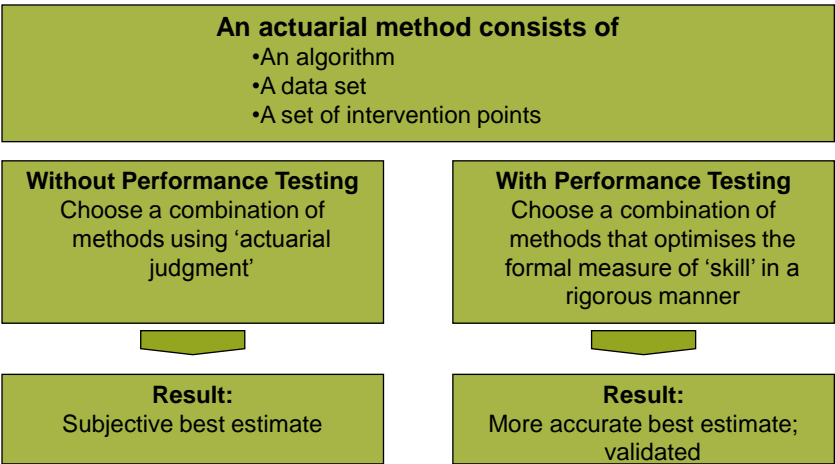 An actuarial method consists of
•An algorithm
•A data set
•A set of intervention points
Without Performance Testing
Choose a combination of
methods using ‘actuarial
judgment’
With Performance Testing
Choose a combination of
methods that optimises the
formal measure of ‘skill’ in a
rigorous manner
Result:
Subjective best estimate
Result:
More accurate best estimate;
validated